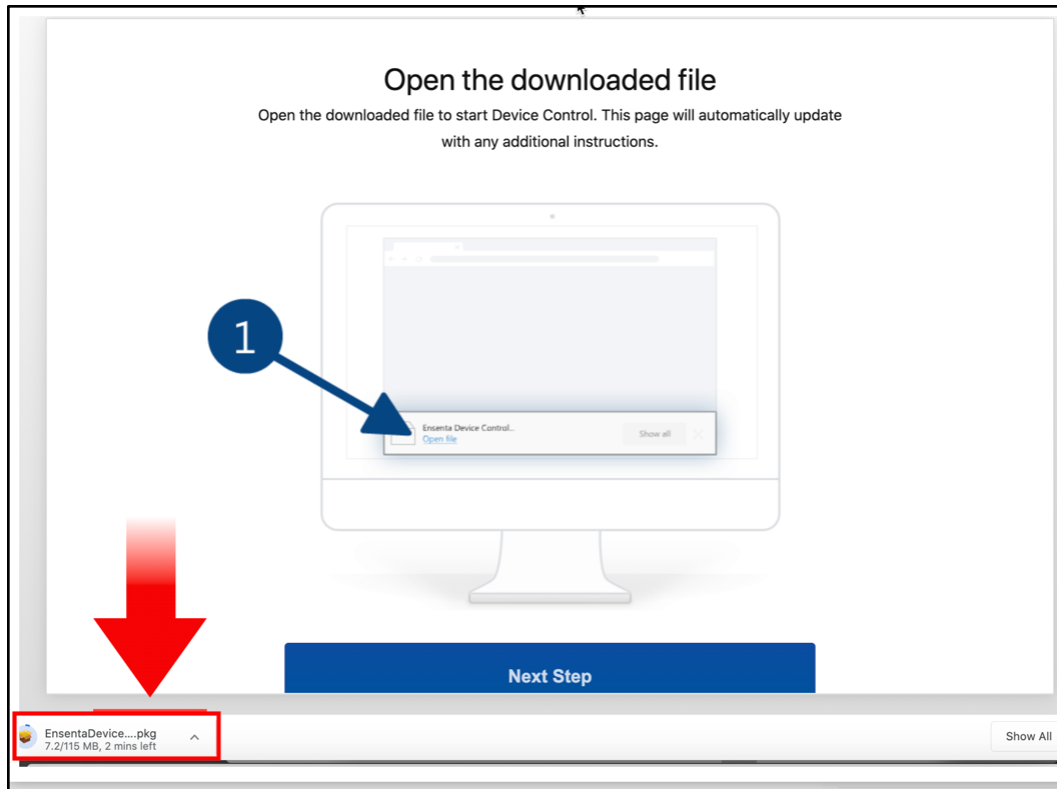 Open the downloaded file
Open the downloaded file to start Device Control. This page will automatically update
with any additional instructions.
1
Ensenta Device Control...
Open file
Show all
Next Step
EnsentaDevice....pkg
7.2/115 MB, 2 mins left
Show All